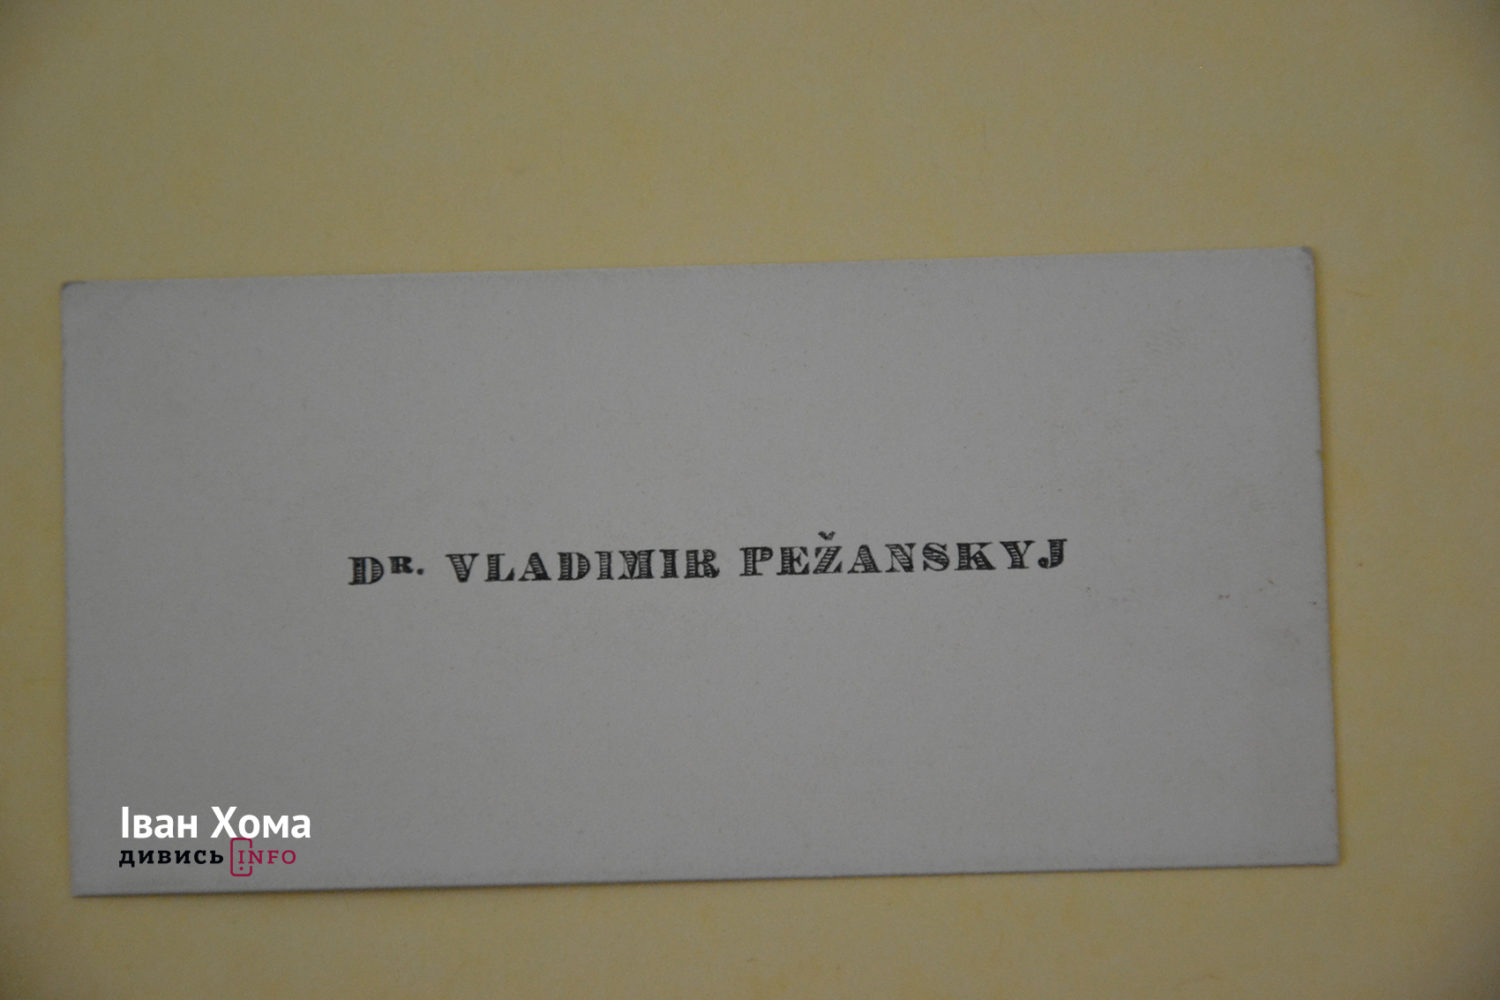 DR. VLADIMIR PEŽANSKYJ
Іван Хома
дивись INFO